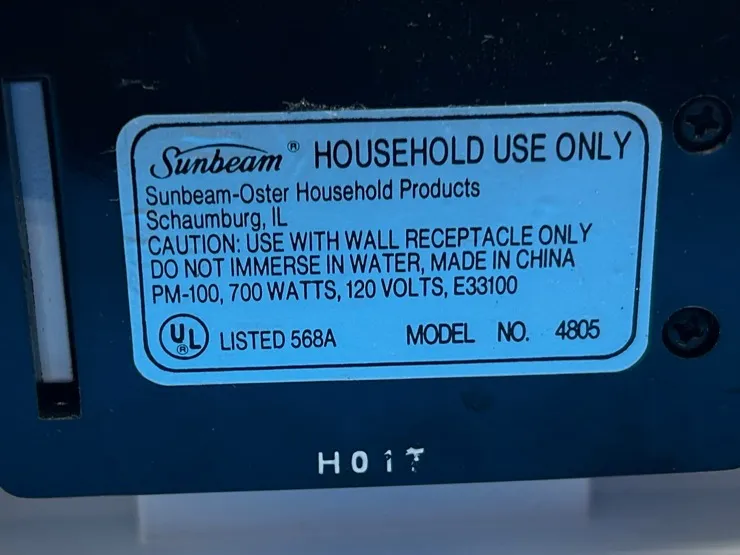 Sunbeam® HOUSEHOLD USE ONLY
Sunbeam-Oster Household Products
Schaumburg, IL
CAUTION: USE WITH WALL RECEPTACLE ONLY
DO NOT IMMERSE IN WATER, MADE IN CHINA
PM-100, 700 WATTS, 120 VOLTS, E33100
UL® LISTED 568A MODEL NO. 4805
H01T